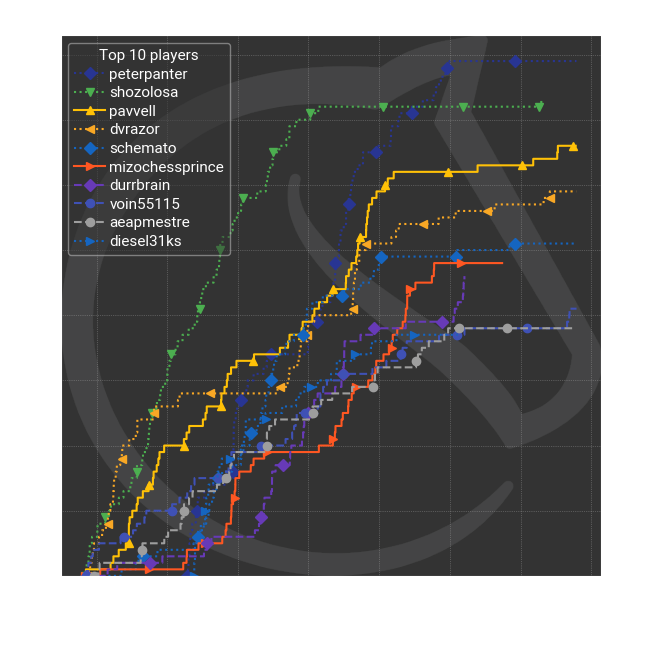 Top 10 players
peterpanter
shozolosa
pavvell
dvrazor
schemato
mizochessprince
durrbrain
voin55115
aeapmestre
diesel31ks